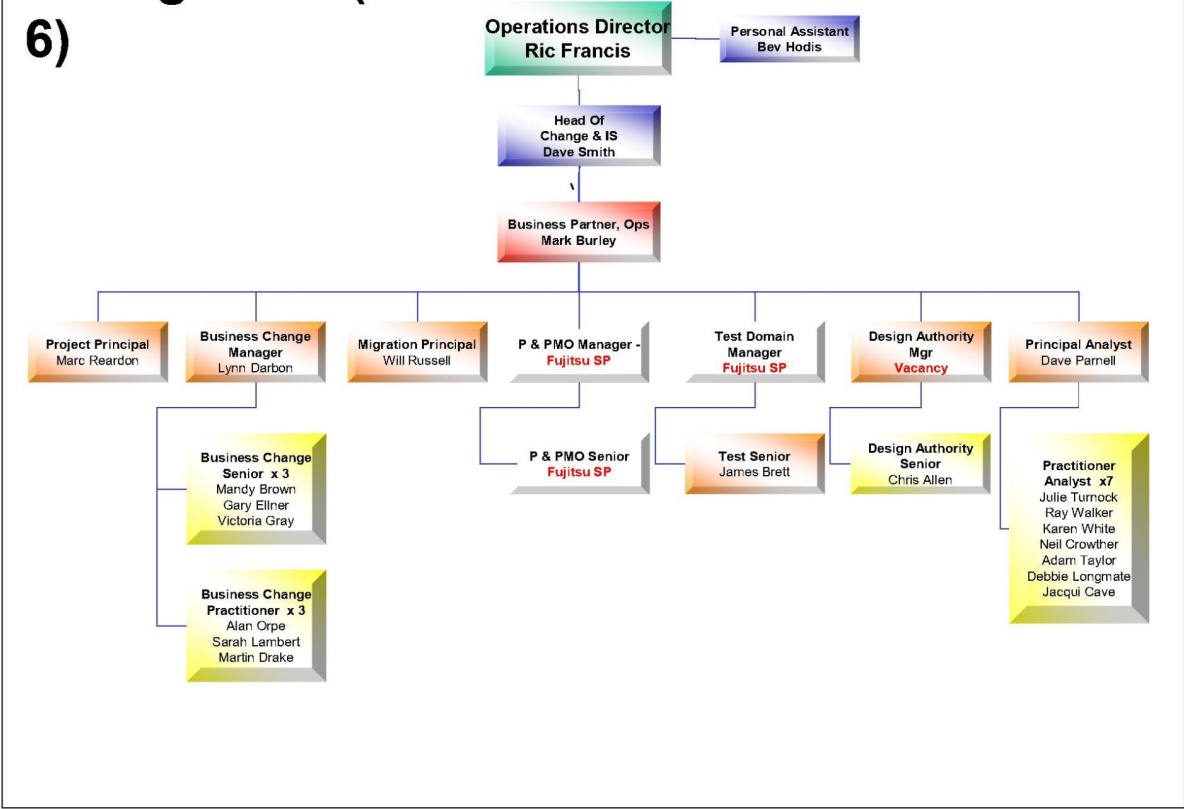 6)
Operations Director
Ric Francis
Personal Assistant
Bev Hodis
Head Of
Change & IS
Dave Smith
Business Partner, Ops
Mark Burley
Project Principal
Marc Reardon
Business Change
Manager
Lynn Darbon
Migration Principal
Will Russell
P & PMO Manager -
Fujitsu SP
Test Domain
Manager
Fujitsu SP
Design Authority
Mgr
Vacancy
Principal Analyst
Dave Parnell
Business Change
Senior x 3
Mandy Brown
Gary Ellner
Victoria Gray
P & PMO Senior
Fujitsu SP
Test Senior
James Brett
Design Authority
Senior
Chris Allen
Practitioner
Analyst x7
Julie Turnock
Ray Walker
Karen White
Neil Crowther
Adam Taylor
Debbie Longmate
Jacqui Cave
Business Change
Practitioner x 3
Alan Orpe
Sarah Lambert
Martin Drake